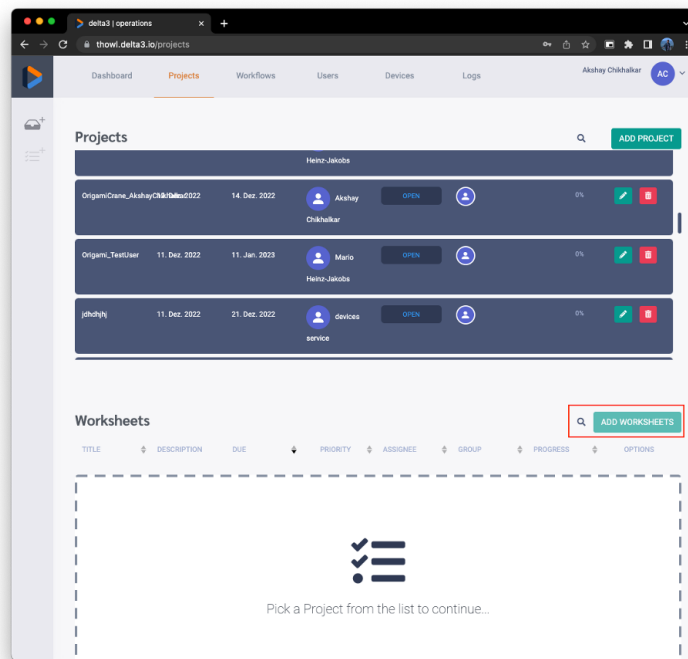 delta3 | operations
thowl.delta3.io/projects
Dashboard Projects Workflows Users Devices Logs
Akshay Chikhalkar AC
Projects
ADD PROJECT
Heinz-Jakobs
OrigamiCrane_AkshayChikhalkar 2022 14. Dez. 2022 Akshay Chikhalkar OPEN 0%
Origami_TestUser 11. Dez. 2022 11. Jan. 2023 Mario Heinz-Jakobs OPEN 0%
jdhdhjhj 11. Dez. 2022 21. Dez. 2022 devices service OPEN 0%
Worksheets
ADD WORKSHEETS
TITLE DESCRIPTION DUE PRIORITY ASSIGNEE GROUP PROGRESS OPTIONS
Pick a Project from the list to continue...